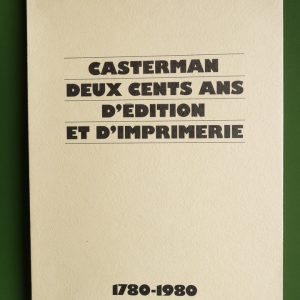 CASTERMAN
DEUX CENTS ANS
D'EDITION
ET D'IMPRIMERIE
1780-1980